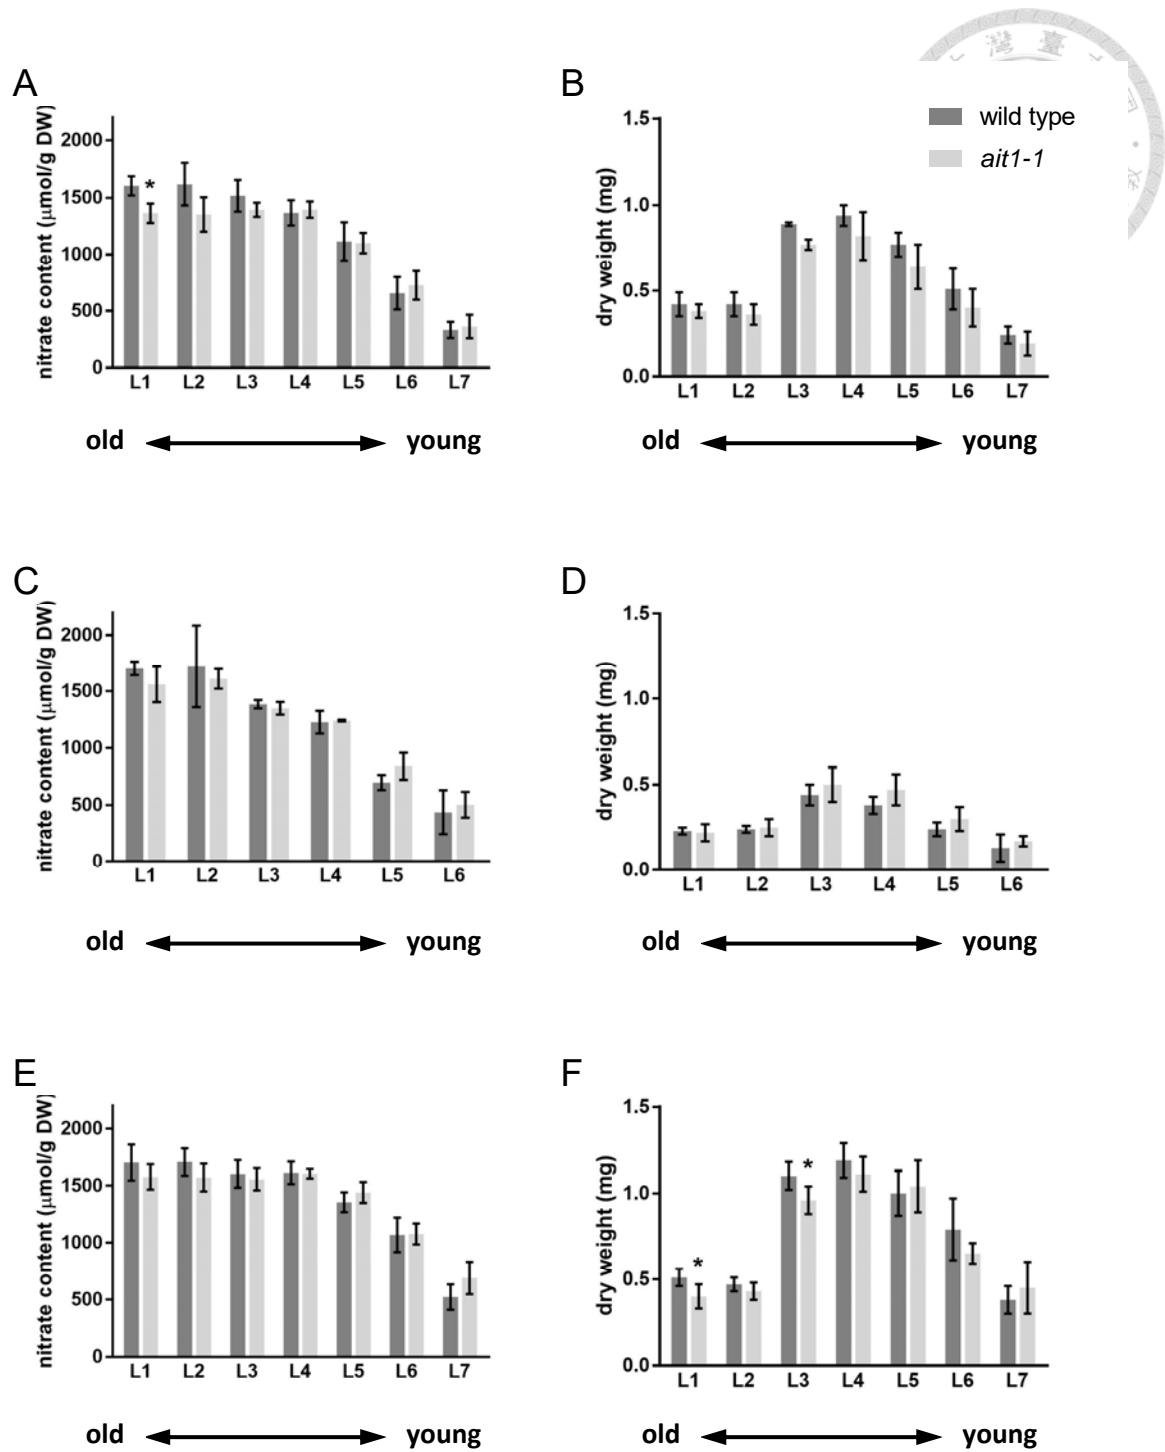 灣 臺
A
nitrate content (μmol/g DW)
2000
1500
1000
500
0
*
L1 L2 L3 L4 L5 L6 L7
old young
B
wild type
ait1-1
dry weight (mg)
1.5
1.0
0.5
0.0
L1 L2 L3 L4 L5 L6 L7
old young
C
nitrate content (μmol/g DW)
2000
1500
1000
500
0
L1 L2 L3 L4 L5 L6
old young
D
dry weight (mg)
1.5
1.0
0.5
0.0
L1 L2 L3 L4 L5 L6
old young
E
nitrate content (μmol/g DW)
2000
1500
1000
500
0
L1 L2 L3 L4 L5 L6 L7
old young
F
dry weight (mg)
1.5
1.0
0.5
0.0
*
*
L1 L2 L3 L4 L5 L6 L7
old young